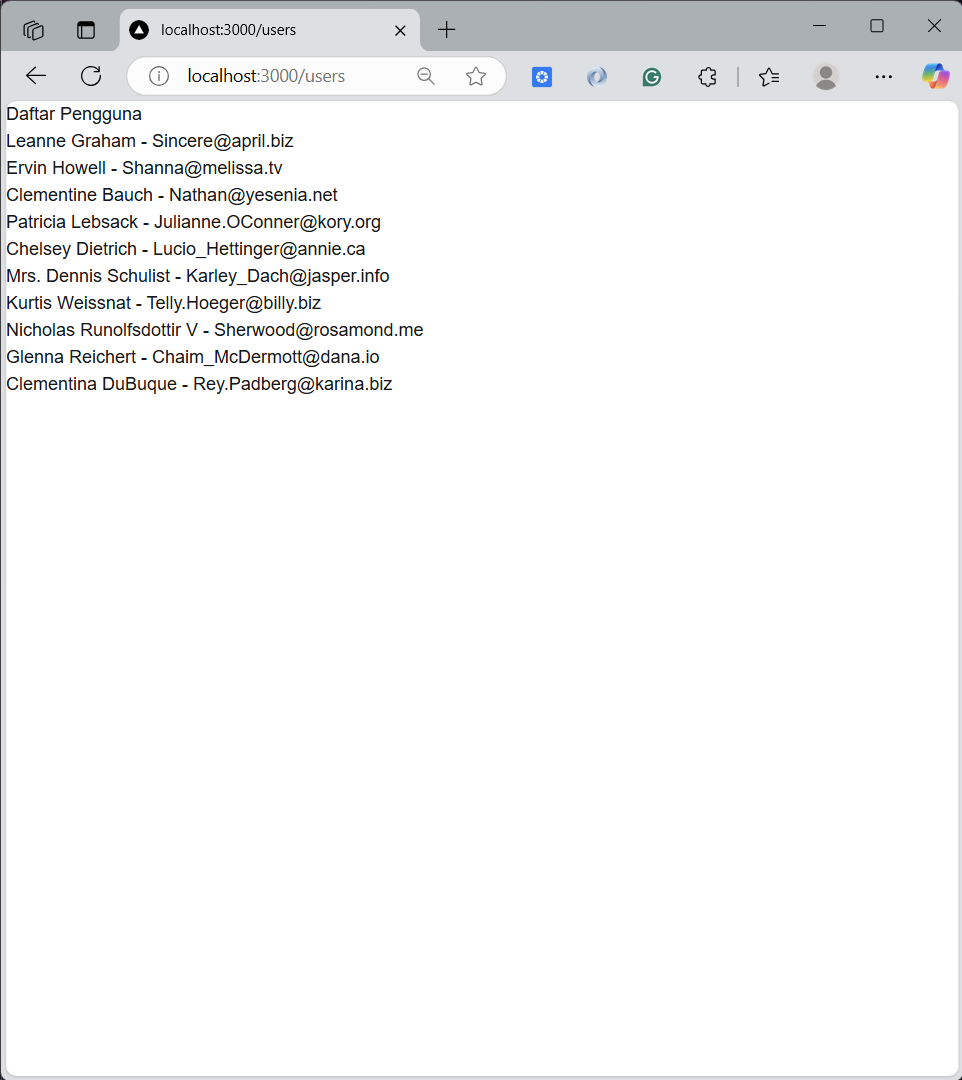 localhost:3000/users
localhost:3000/users
Daftar Pengguna
Leanne Graham - Sincere@april.biz
Ervin Howell - Shanna@melissa.tv
Clementine Bauch - Nathan@yesenia.net
Patricia Lebsack - Julianne.OConner@kory.org
Chelsey Dietrich - Lucio_Hettinger@annie.ca
Mrs. Dennis Schulist - Karley_Dach@jasper.info
Kurtis Weissnat - Telly.Hoeger@billy.biz
Nicholas Runolfsdottir V - Sherwood@rosamond.me
Glenna Reichert - Chaim_McDermott@dana.io
Clementina DuBuque - Rey.Padberg@karina.biz